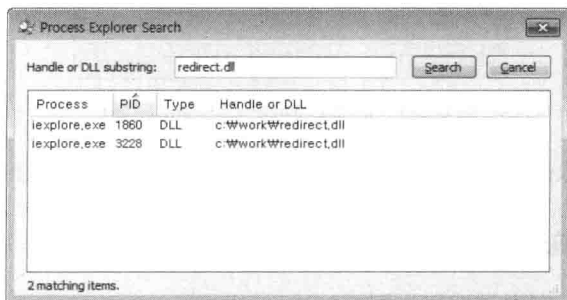 Process Explorer Search
Handle or DLL substring: redirect.dll Search Cancel
Process PID Type Handle or DLL
iexplore,exe 1860 DLL c:₩work₩redirect,dll
iexplore,exe 3228 DLL c:₩work₩redirect,dll
2 matching items.